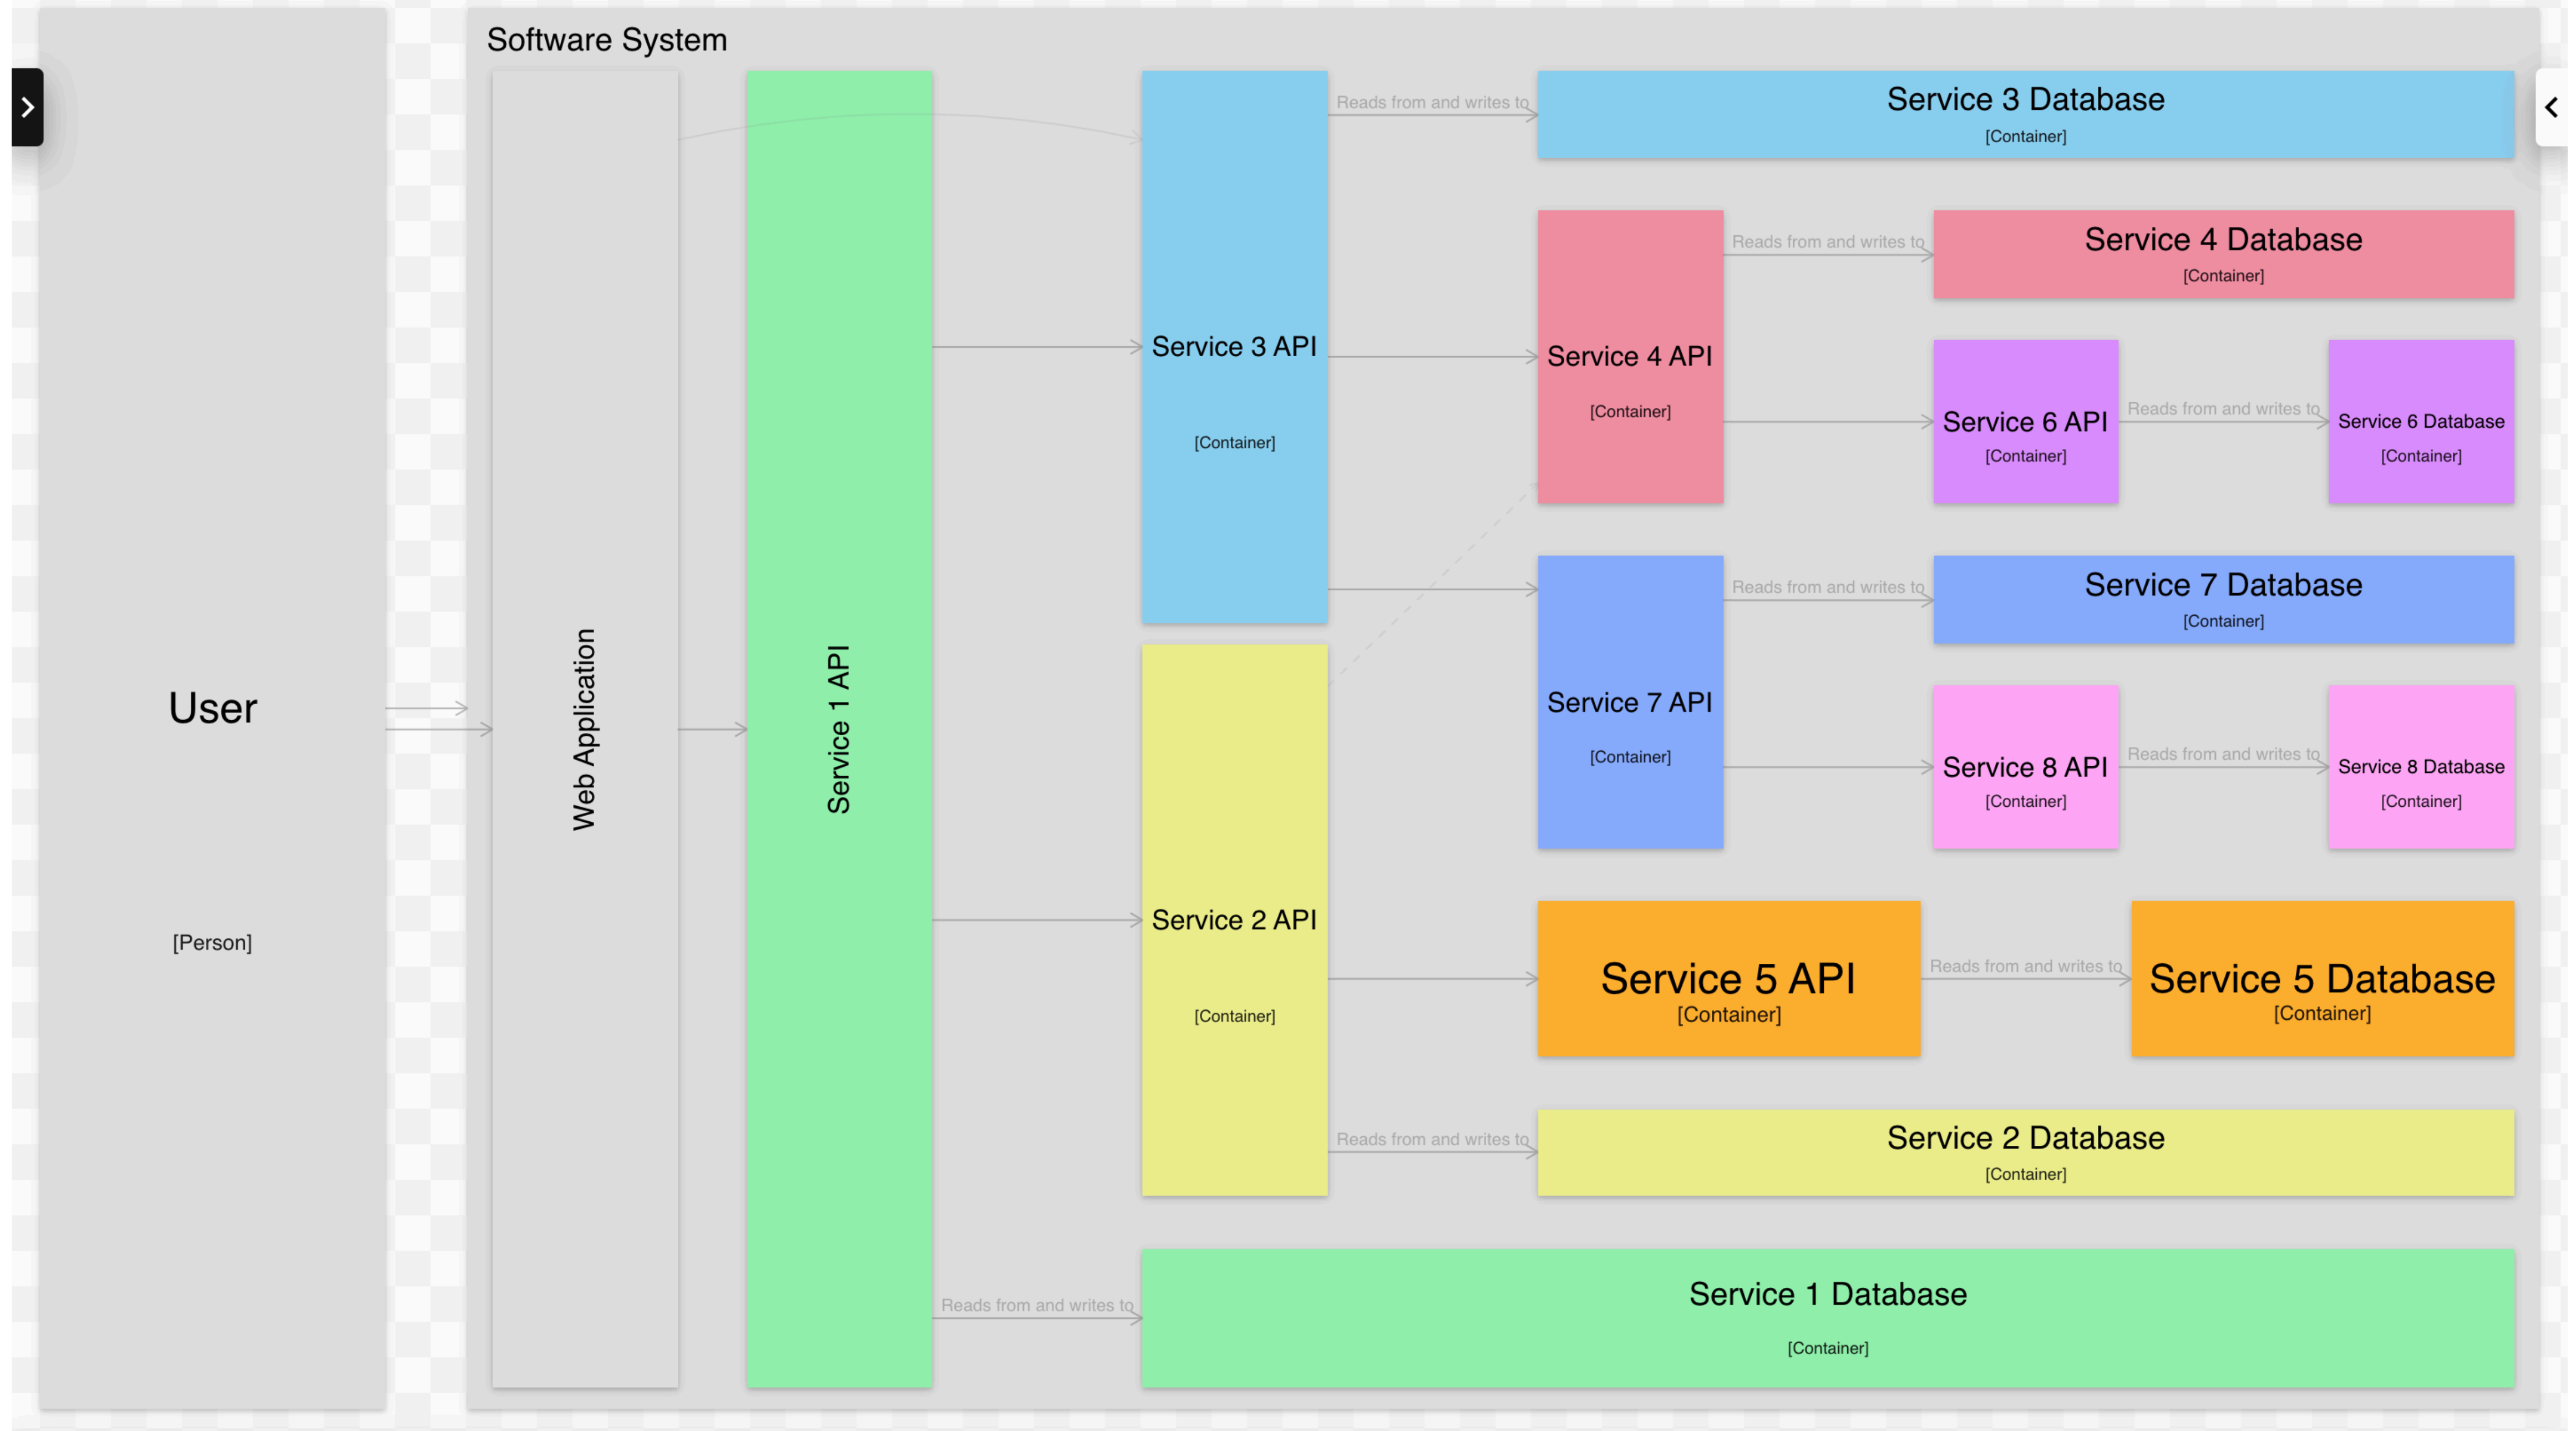 Software System
User
[Person]
Web Application
Service 1 API
Service 3 API
[Container]
Reads from and writes to
Service 3 Database
[Container]
Service 4 API
[Container]
Reads from and writes to
Service 4 Database
[Container]
Service 6 API
[Container]
Reads from and writes to
Service 6 Database
[Container]
Service 7 API
[Container]
Reads from and writes to
Service 7 Database
[Container]
Service 8 API
[Container]
Reads from and writes to
Service 8 Database
[Container]
Service 2 API
[Container]
Service 5 API
[Container]
Reads from and writes to
Service 5 Database
[Container]
Reads from and writes to
Service 2 Database
[Container]
Reads from and writes to
Service 1 Database
[Container]